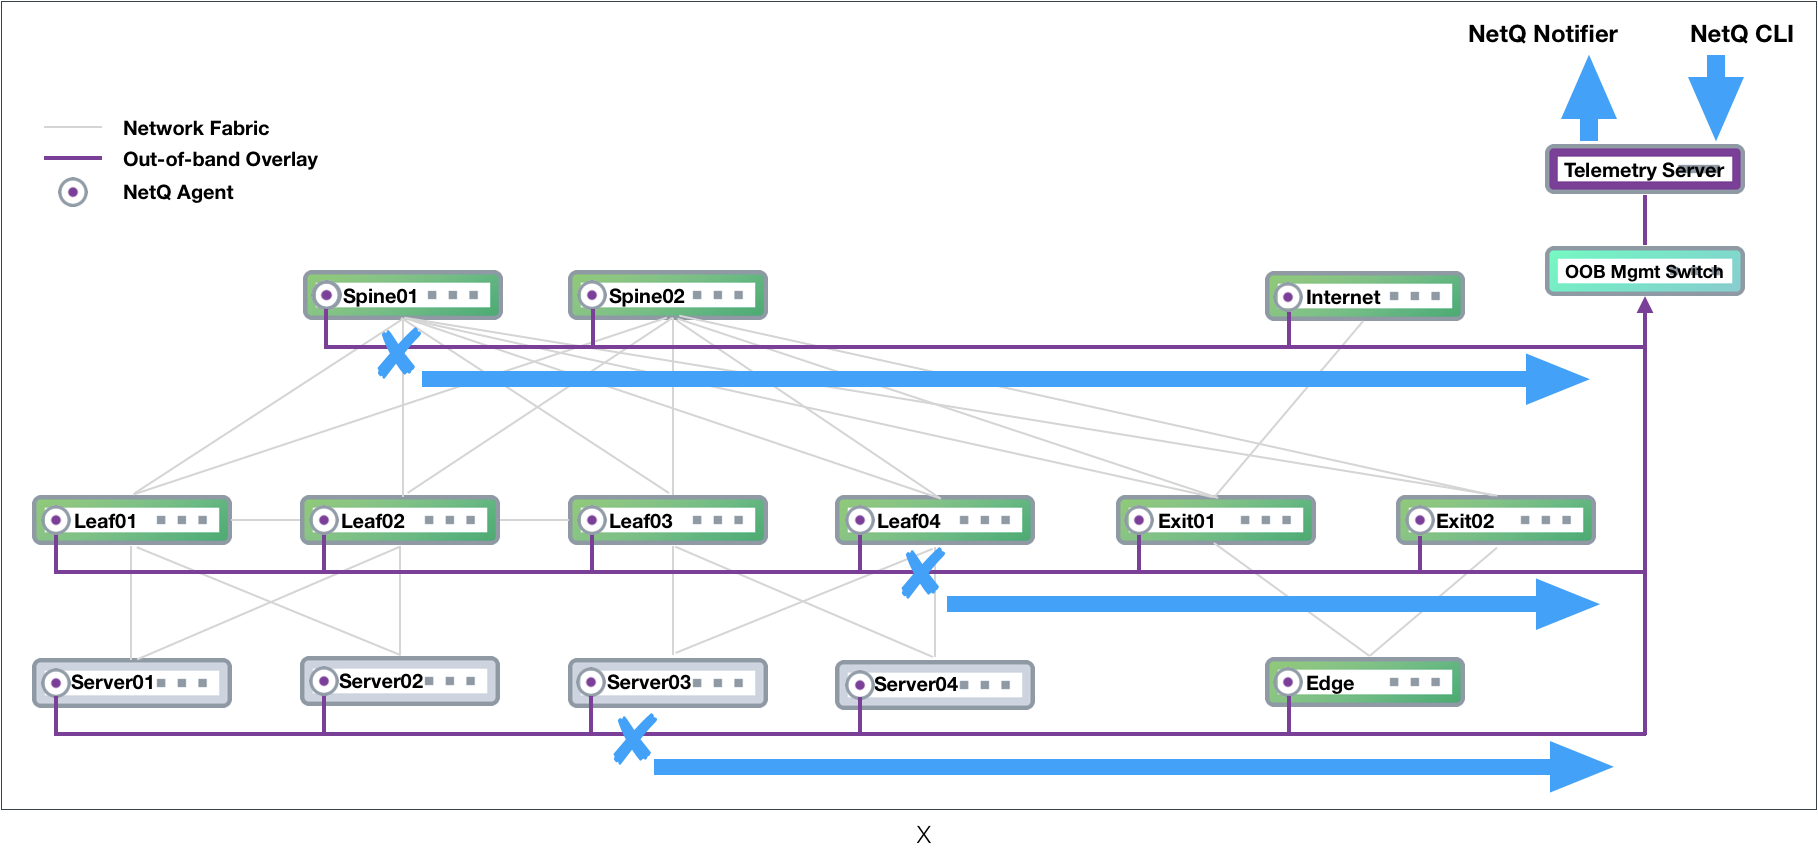 NetQ Notifier
NetQ CLI
Network Fabric
Out-of-band Overlay
NetQ Agent
Telemetry Server
OOB Mgmt Switch
Spine01
Spine02
Internet
Leaf01
Leaf02
Leaf03
Leaf04
Exit01
Exit02
Server01
Server02
Server03
Server04
Edge
X